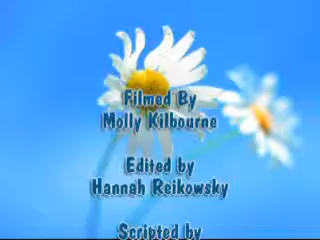 Filmed By
Molly Kilbourne
Edited by
Hannah Reikowsky
Scripted by